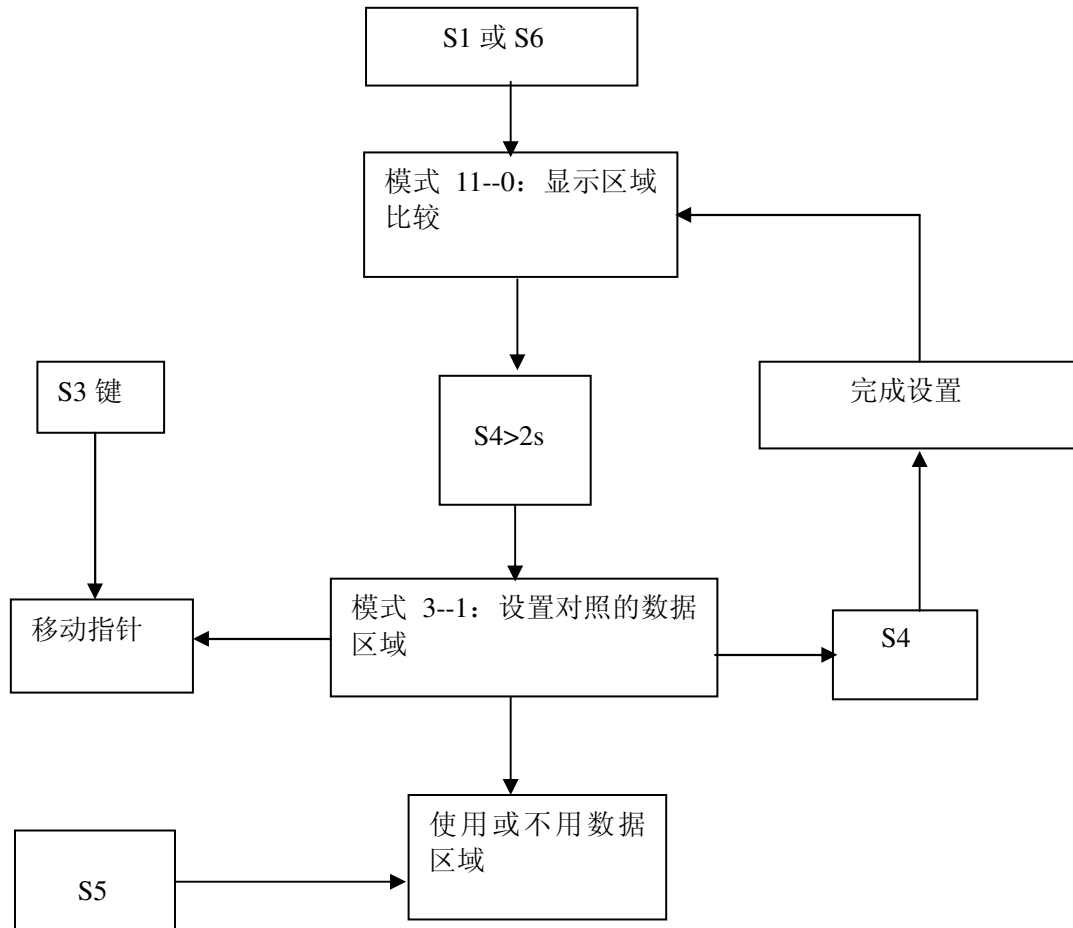 S1 或 S6
模式 11--0：显示区域
比较
S3 键
S4>2s
完成设置
移动指针
模式 3--1：设置对照的数据
区域
S4
使用或不用数据
区域
S5